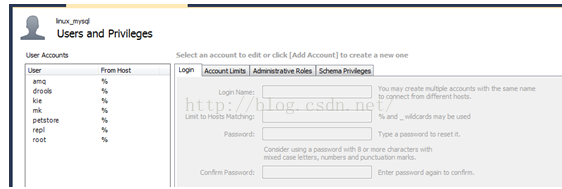 linux_mysql
Users and Privileges
User Accounts
Select an account to edit or click [Add Account] to create a new one
User From Host
amq %
drools %
kie %
mk %
petstore %
repl %
root %
Login Account Limits Administrative Roles Schema Privileges
Login Name: You may create multiple accounts with the same name
to connect from different hosts.
http://blog.csdn.net/
Limit to Hosts Matching: % and _ wildcards may be used
Password: Type a password to reset it.
Consider using a password with 8 or more characters with
mixed case letters, numbers and punctuation marks.
Confirm Password: Enter password again to confirm.